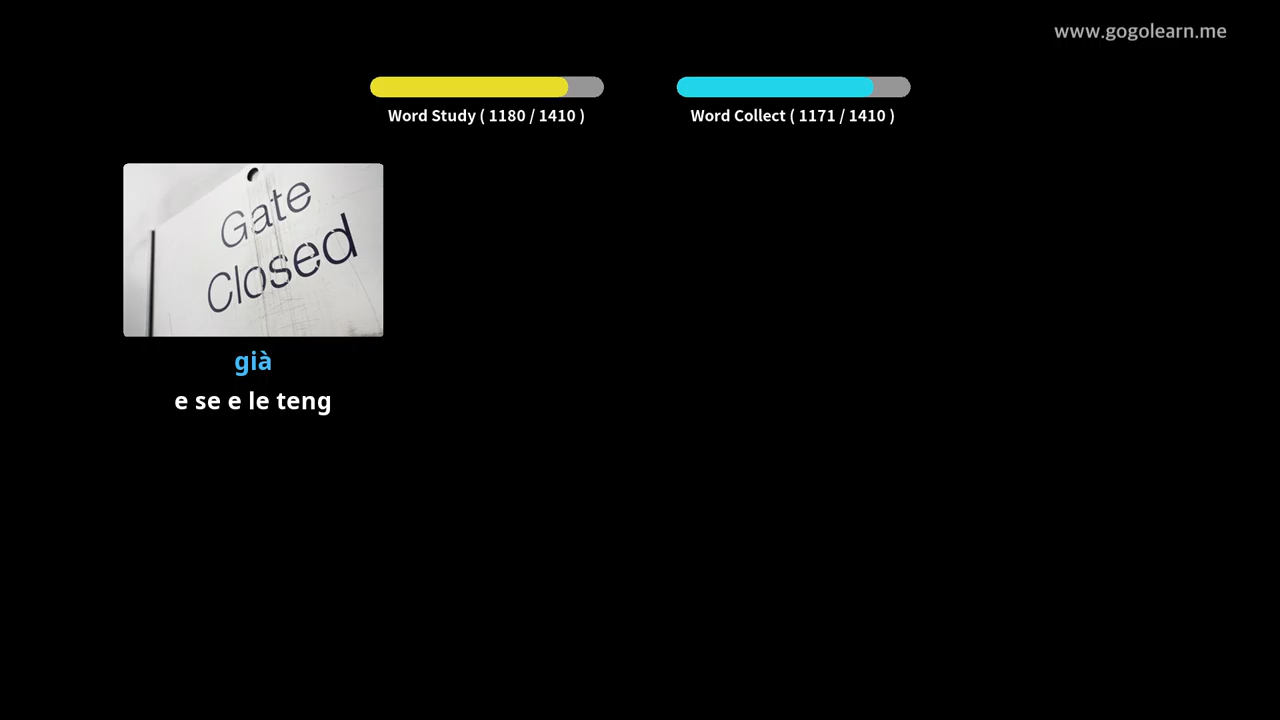 www.gogolearn.me
Word Study ( 1180 / 1410 )
Word Collect ( 1171 / 1410 )
Gate
Closed
già
e se e le teng